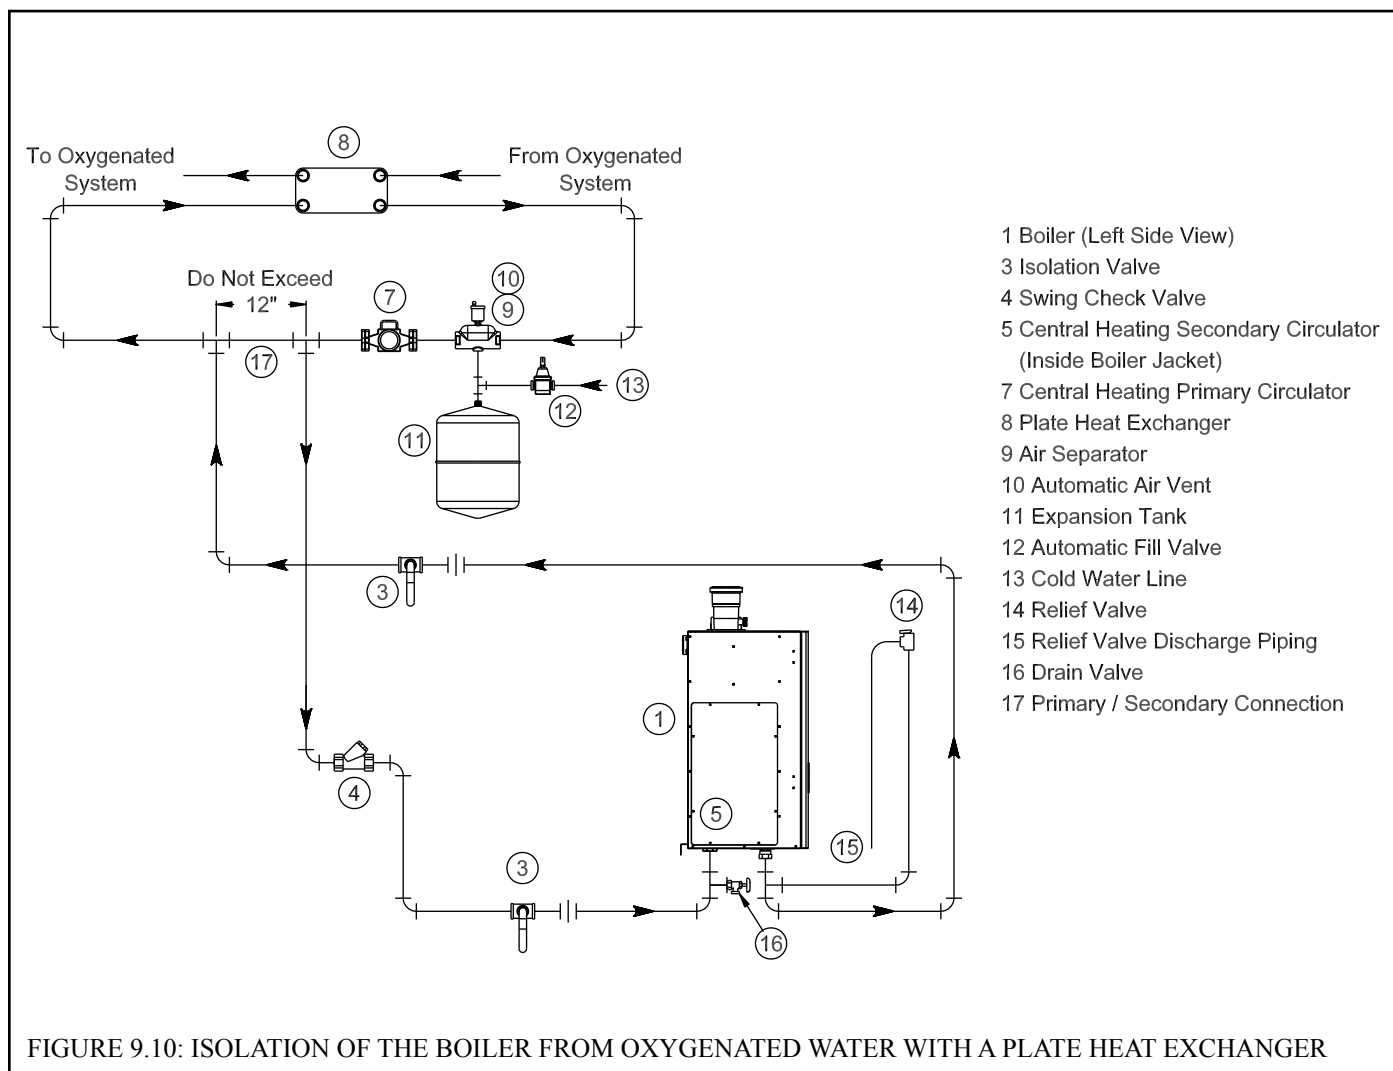 8
To Oxygenated
System
From Oxygenated
System
Do Not Exceed
12"
7
10
9
17
13
12
11
3
14
1
4
5
15
3
16
1 Boiler (Left Side View)
3 Isolation Valve
4 Swing Check Valve
5 Central Heating Secondary Circulator
(Inside Boiler Jacket)
7 Central Heating Primary Circulator
8 Plate Heat Exchanger
9 Air Separator
10 Automatic Air Vent
11 Expansion Tank
12 Automatic Fill Valve
13 Cold Water Line
14 Relief Valve
15 Relief Valve Discharge Piping
16 Drain Valve
17 Primary / Secondary Connection
FIGURE 9.10: ISOLATION OF THE BOILER FROM OXYGENATED WATER WITH A PLATE HEAT EXCHANGER